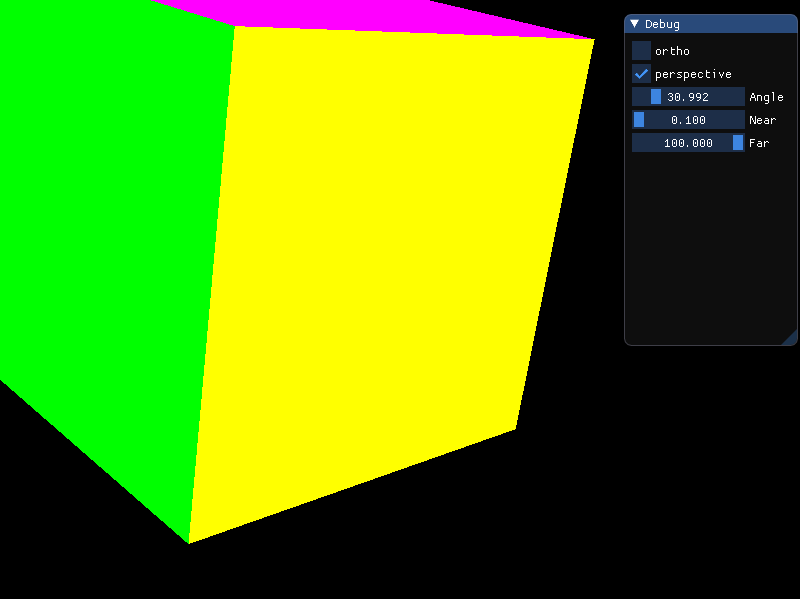 Debug
ortho
perspective
30.992 Angle
0.100 Near
100.000 Far